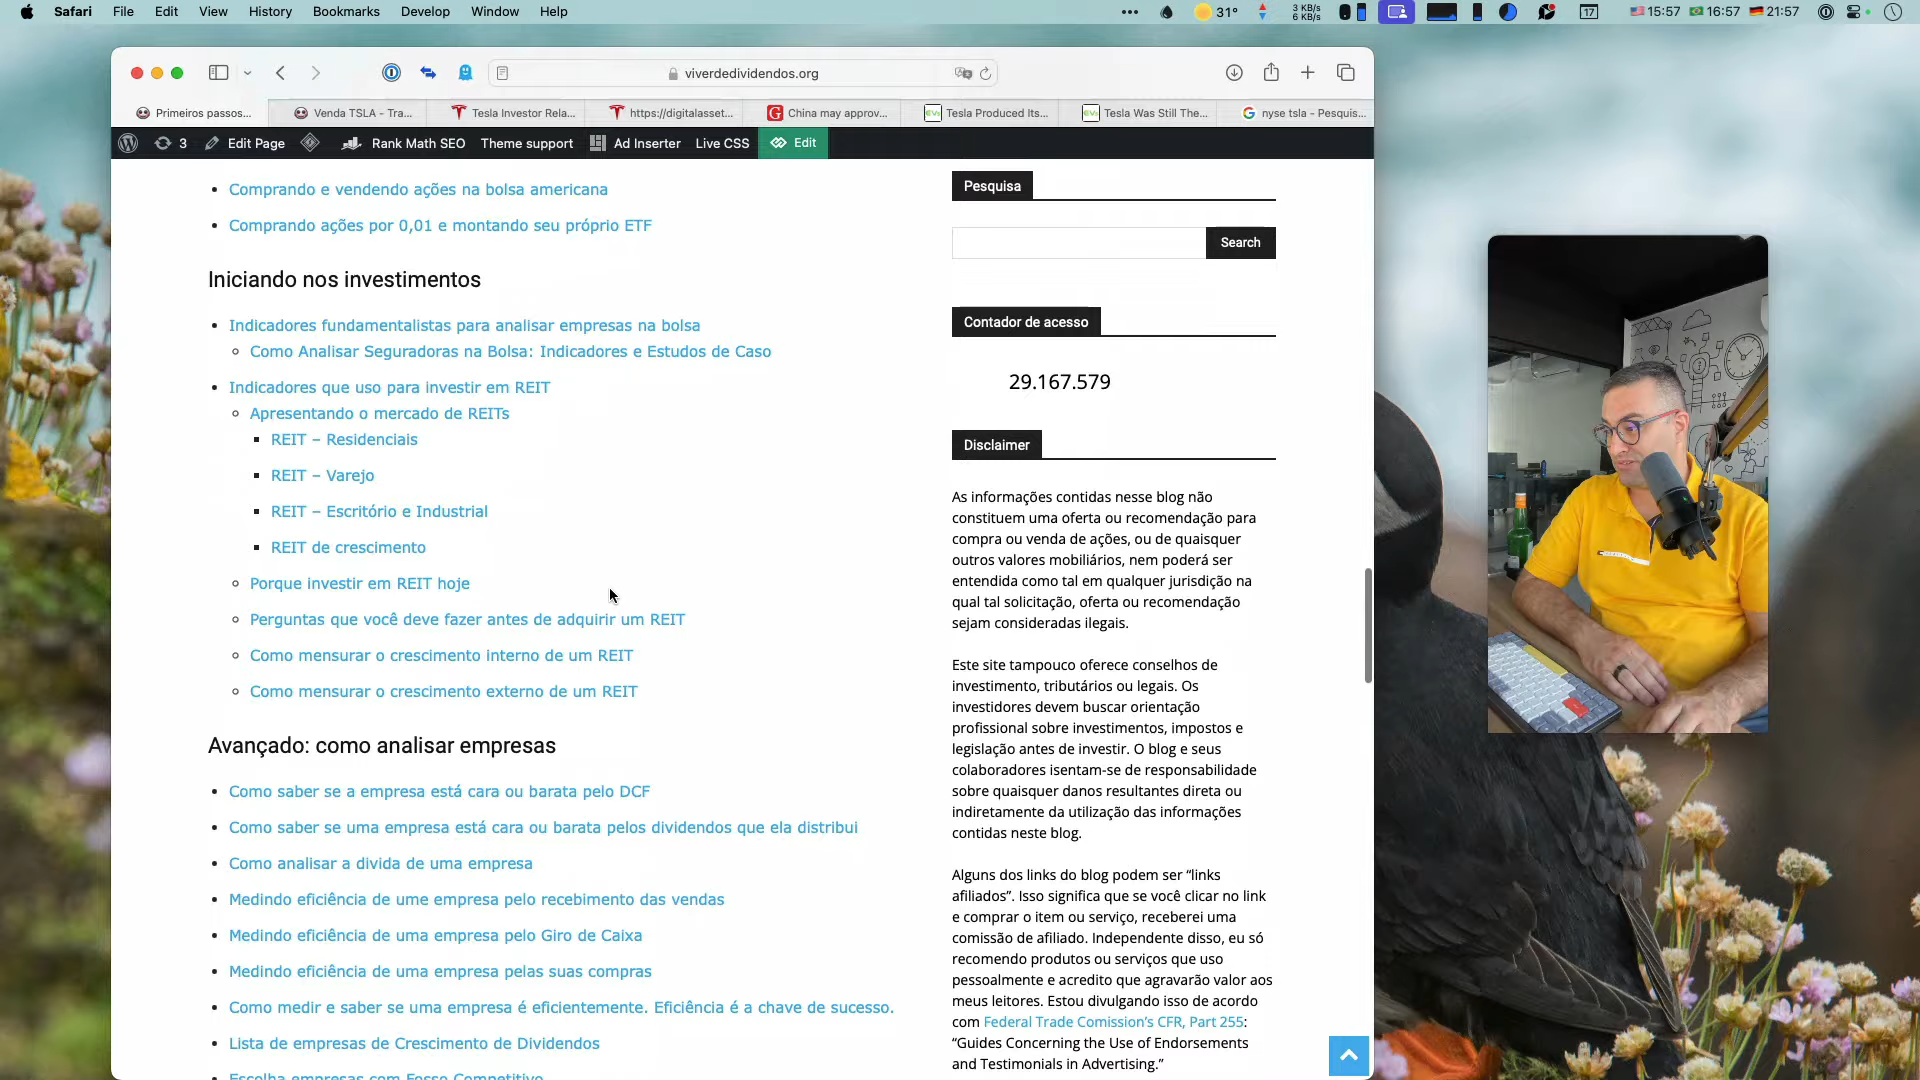 Safari File Edit View History Bookmarks Develop Window Help
31°
3 KB/s
6 KB/s
17
15:57 16:57 21:57
viverdedividendos.org
Primeiros passos...
Venda TSLA - Tra...
Tesla Investor Rela...
https://digitalasset...
China may approv...
Tesla Produced Its...
Tesla Was Still The...
nyse tsla - Pesquis...
3 Edit Page Rank Math SEO Theme support Ad Inserter Live CSS Edit
Comprando e vendendo ações na bolsa americana
Comprando ações por 0,01 e montando seu próprio ETF
Iniciando nos investimentos
Indicadores fundamentalistas para analisar empresas na bolsa
Como Analisar Seguradoras na Bolsa: Indicadores e Estudos de Caso
Indicadores que uso para investir em REIT
Apresentando o mercado de REITs
REIT – Residenciais
REIT – Varejo
REIT – Escritório e Industrial
REIT de crescimento
Porque investir em REIT hoje
Perguntas que você deve fazer antes de adquirir um REIT
Como mensurar o crescimento interno de um REIT
Como mensurar o crescimento externo de um REIT
Avançado: como analisar empresas
Como saber se a empresa está cara ou barata pelo DCF
Como saber se uma empresa está cara ou barata pelos dividendos que ela distribui
Como analisar a divida de uma empresa
Medindo eficiência de ume empresa pelo recebimento das vendas
Medindo eficiência de uma empresa pelo Giro de Caixa
Medindo eficiência de uma empresa pelas suas compras
Como medir e saber se uma empresa é eficientemente. Eficiência é a chave de sucesso.
Lista de empresas de Crescimento de Dividendos
Escolha empresas com Fosso Competitivo
Pesquisa
Search
Contador de acesso
29.167.579
Disclaimer
As informações contidas nesse blog não
constituem uma oferta ou recomendação para
compra ou venda de ações, ou de quaisquer
outros valores mobiliários, nem poderá ser
entendida como tal em qualquer jurisdição na
qual tal solicitação, oferta ou recomendação
sejam consideradas ilegais.
Este site tampouco oferece conselhos de
investimento, tributários ou legais. Os
investidores devem buscar orientação
profissional sobre investimentos, impostos e
legislação antes de investir. O blog e seus
colaboradores isentam-se de responsabilidade
sobre quaisquer danos resultantes direta ou
indiretamente da utilização das informações
contidas neste blog.
Alguns dos links do blog podem ser “links
afiliados”. Isso significa que se você clicar no link
e comprar o item ou serviço, receberei uma
comissão de afiliado. Independente disso, eu só
recomendo produtos ou serviços que uso
pessoalmente e acredito que agravarão valor aos
meus leitores. Estou divulgando isso de acordo
com Federal Trade Comission’s CFR, Part 255:
“Guides Concerning the Use of Endorsements
and Testimonials in Advertising.”